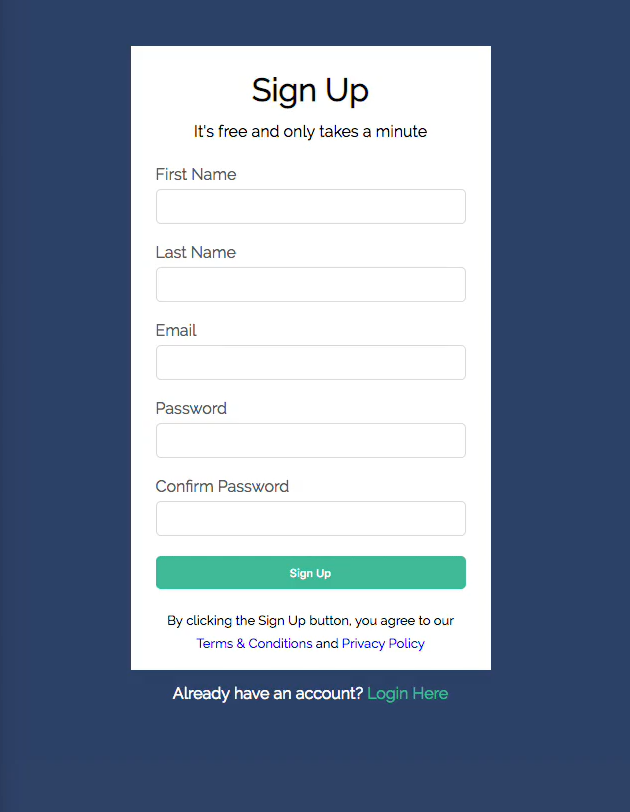 Sign Up
It's free and only takes a minute
First Name
Last Name
Email
Password
Confirm Password
Sign Up
By clicking the Sign Up button, you agree to our
Terms & Conditions and Privacy Policy
Already have an account? Login Here